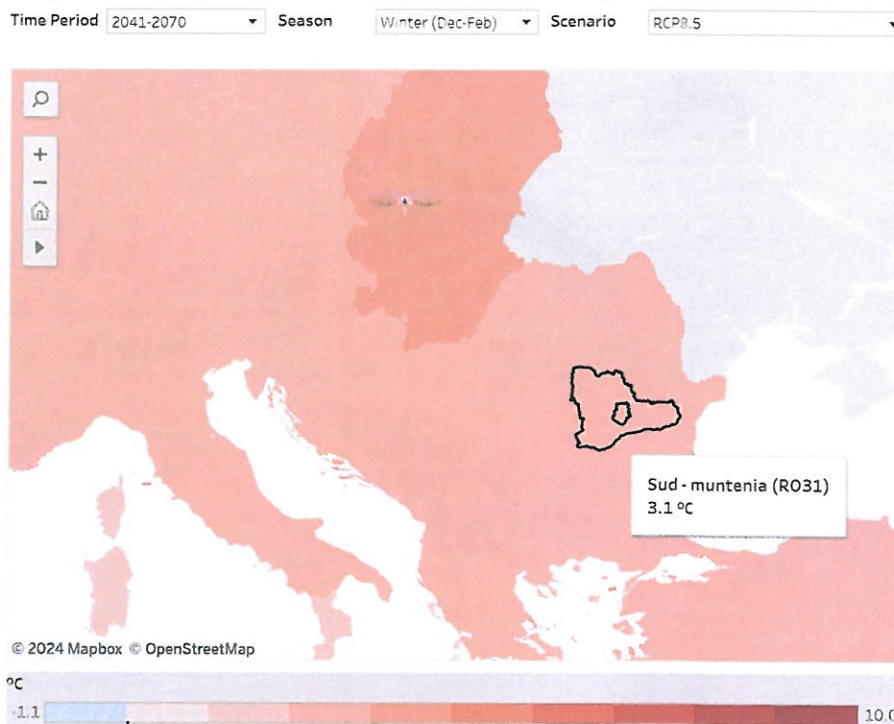 Time Period 2041-2070 Season Winter (Dec-Feb) Scenario RCP8.5
+
−
Sud - muntenia (RO31)
3.1 ºC
© 2024 Mapbox © OpenStreetMap
ºC
-1.1 10.0